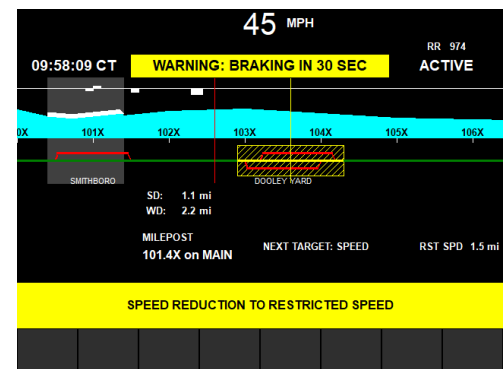 45 MPH
RR 974
09:58:09 CT WARNING: BRAKING IN 30 SEC ACTIVE
0X 101X 102X 103X 104X 105X 106X
SMITHBORO DOOLEY YARD
SD: 1.1 mi
WD: 2.2 mi
MILEPOST
101.4X on MAIN NEXT TARGET: SPEED RST SPD 1.5 mi
SPEED REDUCTION TO RESTRICTED SPEED